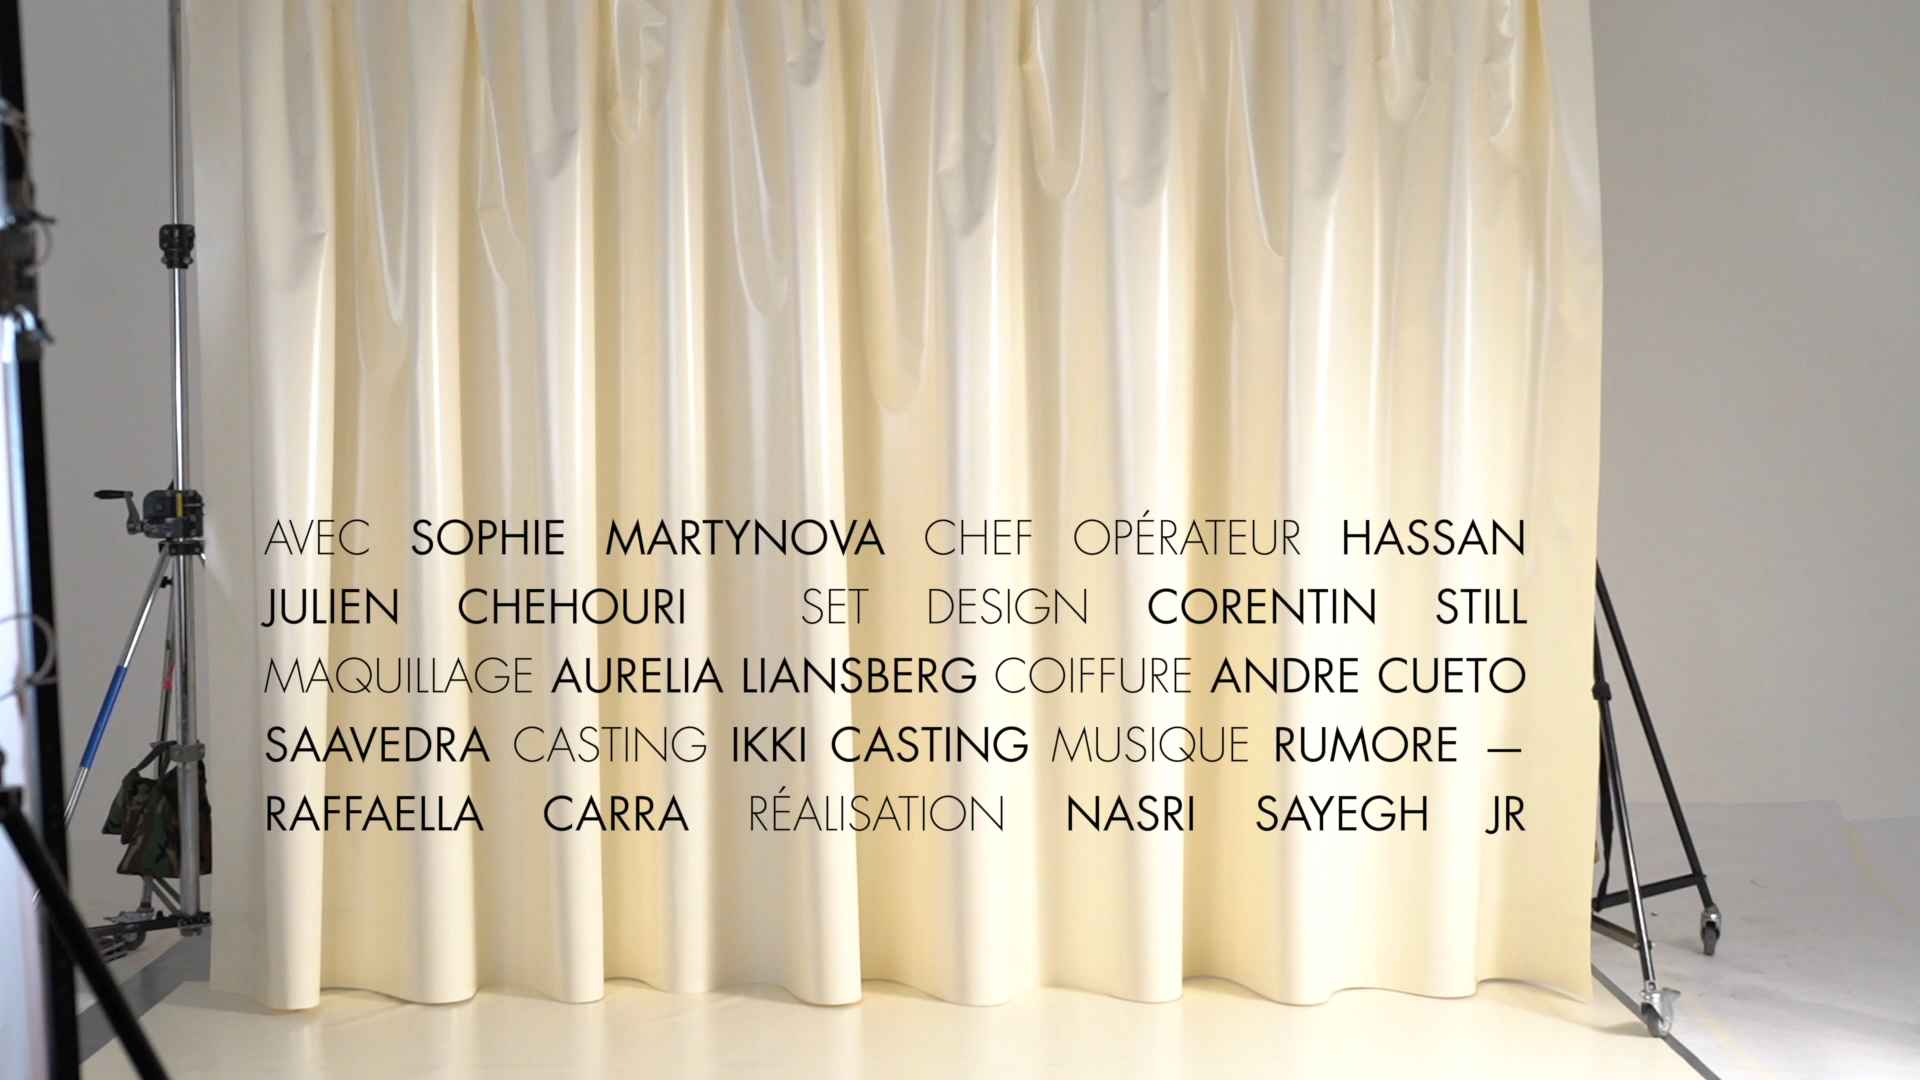 AVEC SOPHIE MARTYNOVA CHEF OPÉRATEUR HASSAN
JULIEN CHEHOURI SET DESIGN CORENTIN STILL
MAQUILLAGE AURELIA LIANSBERG COIFFURE ANDRE CUETO
SAAVEDRA CASTING IKKI CASTING MUSIQUE RUMORE —
RAFFAELLA CARRA RÉALISATION NASRI SAYEGH JR